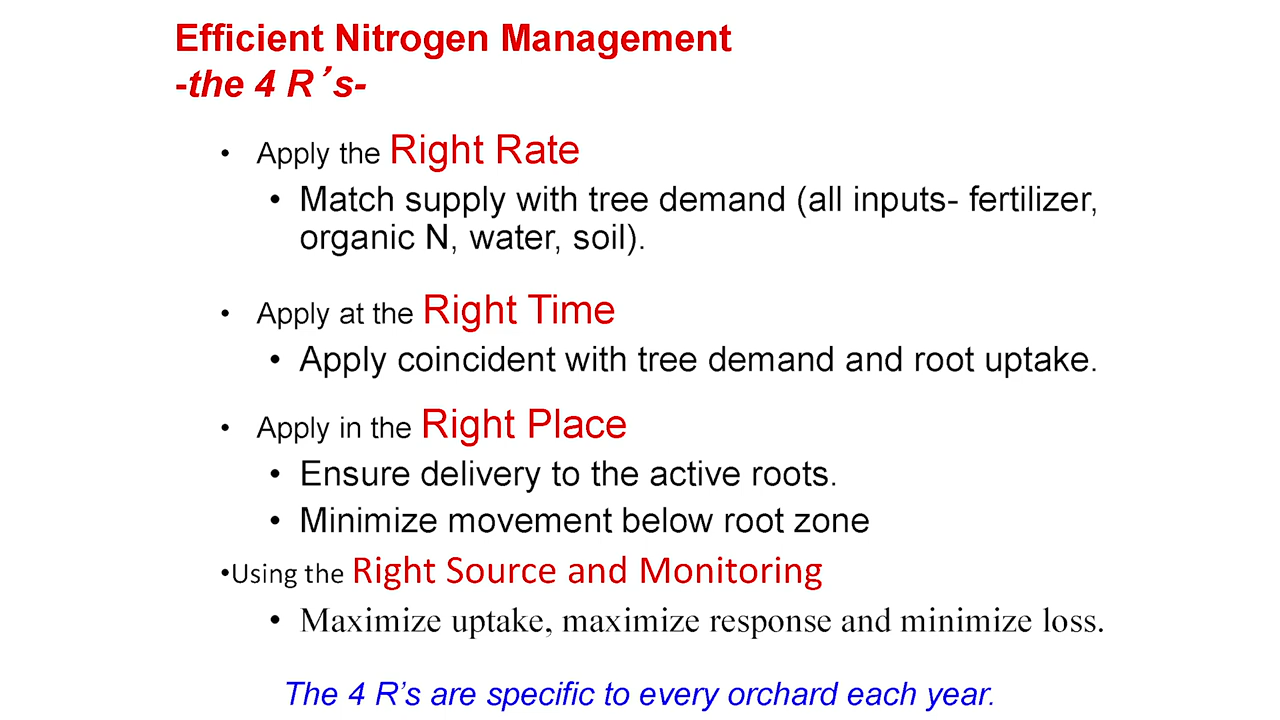 Efficient Nitrogen Management
-the 4 R’s-
• Apply the Right Rate
• Match supply with tree demand (all inputs- fertilizer,
organic N, water, soil).
• Apply at the Right Time
• Apply coincident with tree demand and root uptake.
• Apply in the Right Place
• Ensure delivery to the active roots.
• Minimize movement below root zone
•Using the Right Source and Monitoring
• Maximize uptake, maximize response and minimize loss.
The 4 R’s are specific to every orchard each year.